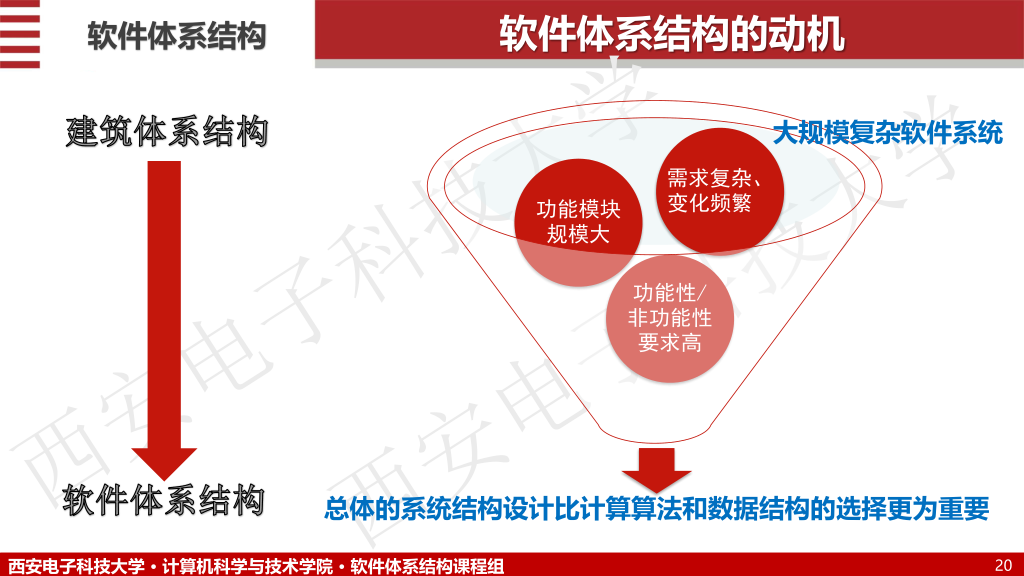 软件体系结构
软件体系结构的动机
建筑体系结构
大规模复杂软件系统
需求复杂、
变化频繁
功能模块
规模大
功能性/
非功能性
要求高
软件体系结构
总体的系统结构设计比计算算法和数据结构的选择更为重要
西安电子科技大学
西安电子科技大学
西安电子科技大学•计算机科学与技术学院•软件体系结构课程组
20